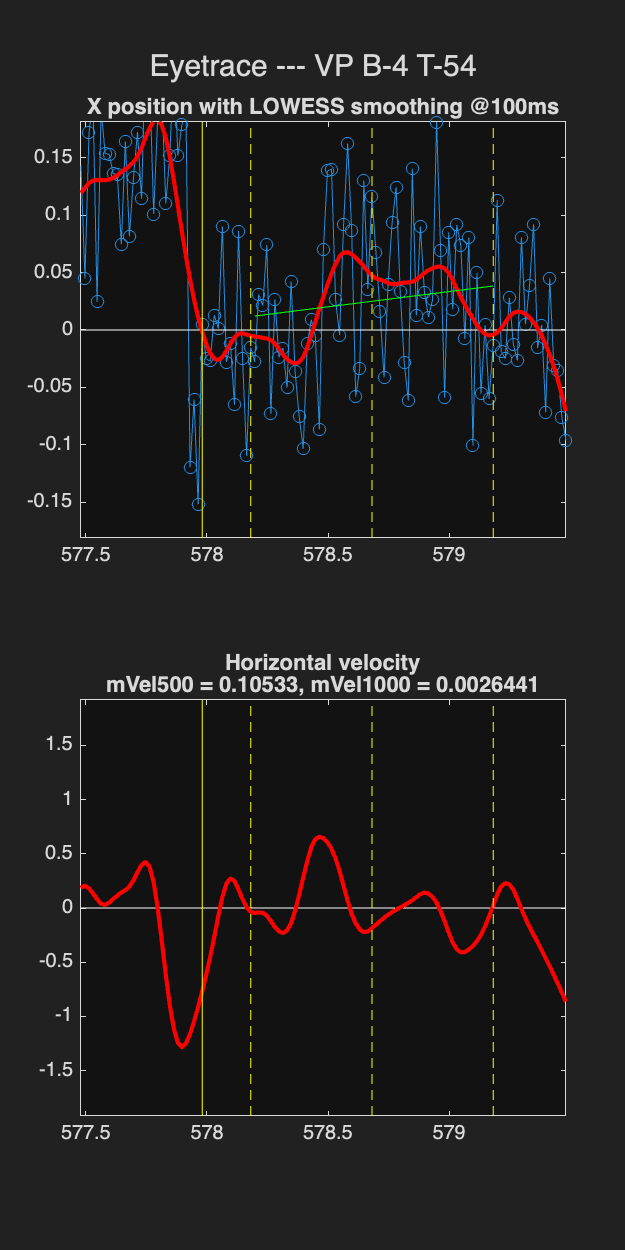 Eyetrace --- VP B-4 T-54
X position with LOWESS smoothing @100ms
0.15
0.1
0.05
0
-0.05
-0.1
-0.15
577.5 578 578.5 579
Horizontal velocity
mVel500 = 0.10533, mVel1000 = 0.0026441
1.5
1
0.5
0
-0.5
-1
-1.5
577.5 578 578.5 579